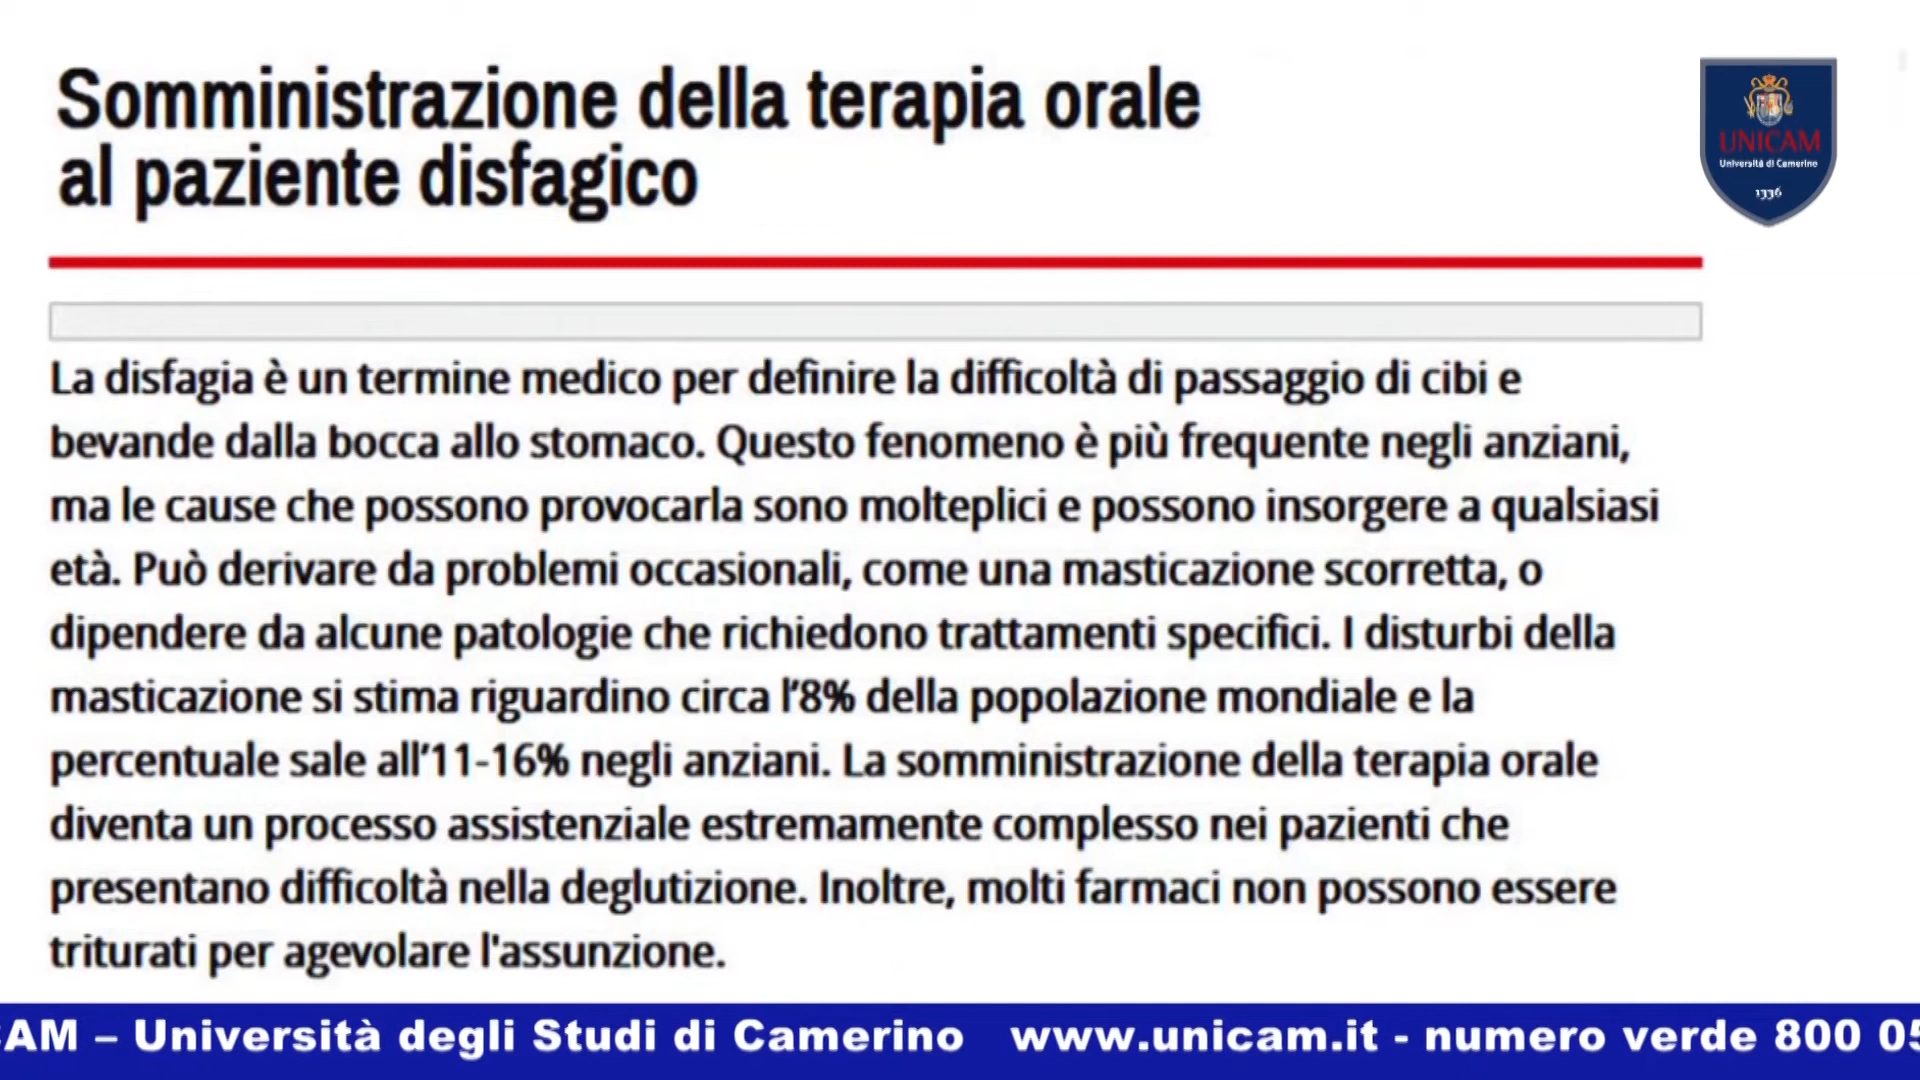 Somministrazione della terapia orale
al paziente disfagico
UNICAM
Università di Camerino
1336
La disfagia è un termine medico per definire la difficoltà di passaggio di cibi e
bevande dalla bocca allo stomaco. Questo fenomeno è più frequente negli anziani,
ma le cause che possono provocarla sono molteplici e possono insorgere a qualsiasi
età. Può derivare da problemi occasionali, come una masticazione scorretta, o
dipendere da alcune patologie che richiedono trattamenti specifici. I disturbi della
masticazione si stima riguardino circa l’8% della popolazione mondiale e la
percentuale sale all’11-16% negli anziani. La somministrazione della terapia orale
diventa un processo assistenziale estremamente complesso nei pazienti che
presentano difficoltà nella deglutizione. Inoltre, molti farmaci non possono essere
triturati per agevolare l'assunzione.
CAM – Università degli Studi di Camerino www.unicam.it - numero verde 800 05